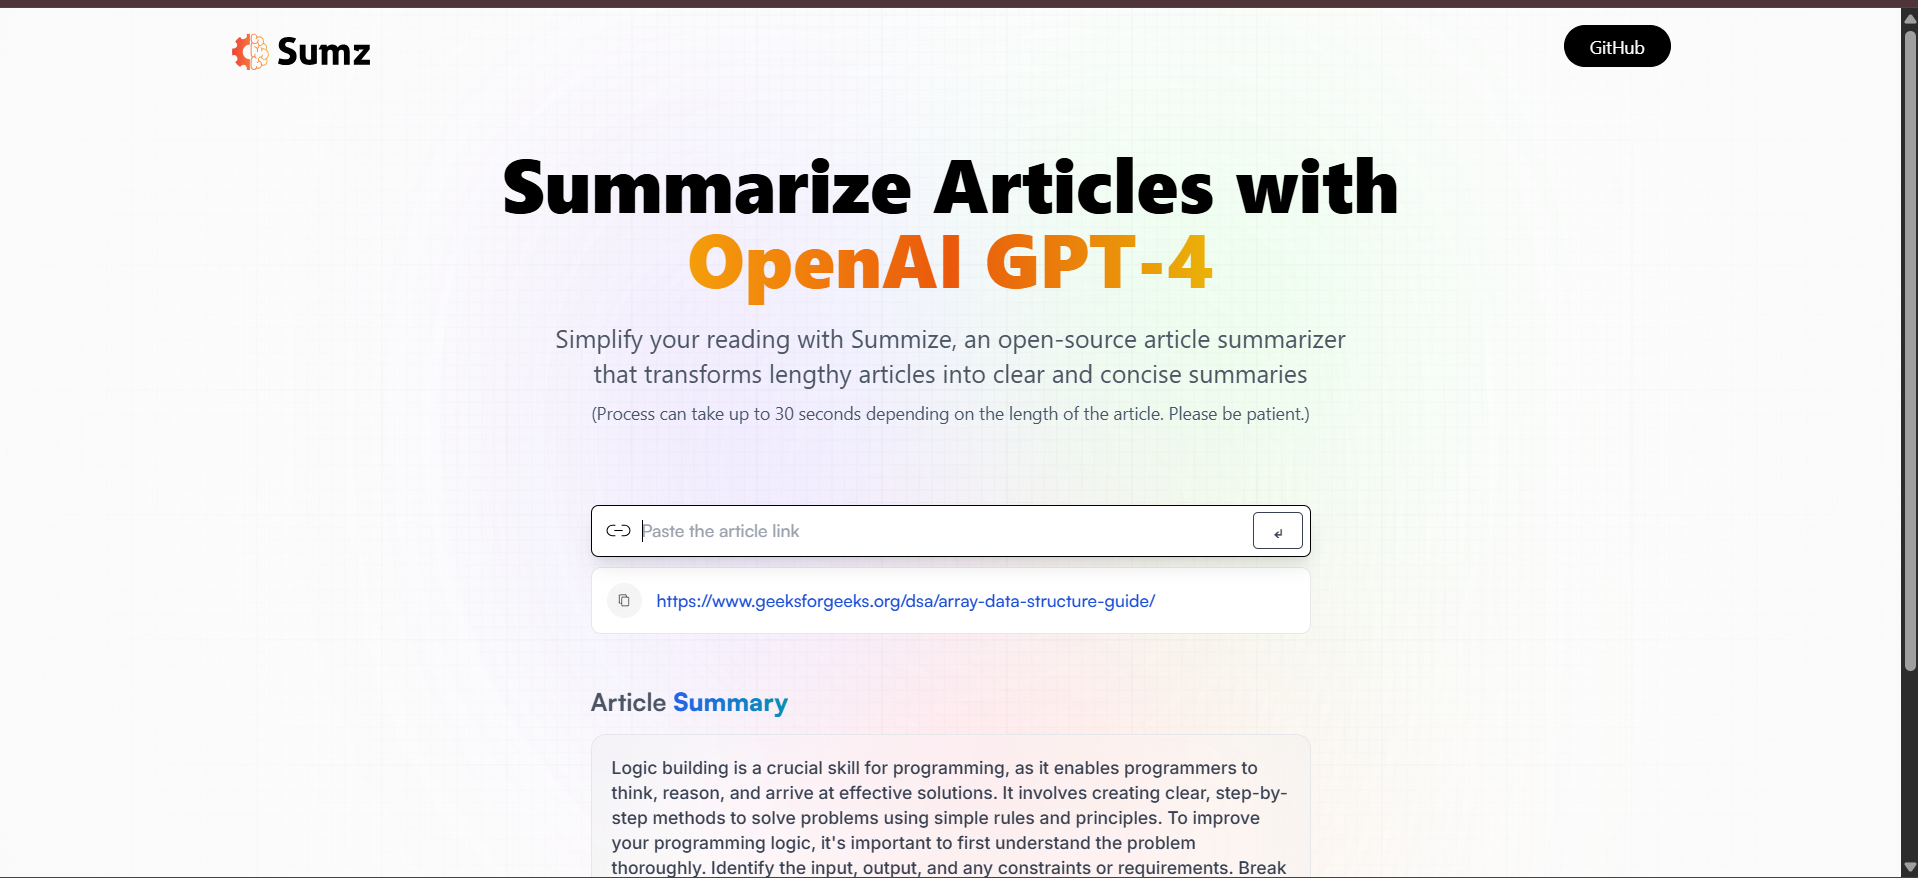 Sumz
GitHub
Summarize Articles with
OpenAI GPT-4
Simplify your reading with Summize, an open-source article summarizer
that transforms lengthy articles into clear and concise summaries
(Process can take up to 30 seconds depending on the length of the article. Please be patient.)
Paste the article link
https://www.geeksforgeeks.org/dsa/array-data-structure-guide/
Article Summary
Logic building is a crucial skill for programming, as it enables programmers to
think, reason, and arrive at effective solutions. It involves creating clear, step-by-
step methods to solve problems using simple rules and principles. To improve
your programming logic, it's important to first understand the problem
thoroughly. Identify the input, output, and any constraints or requirements. Break